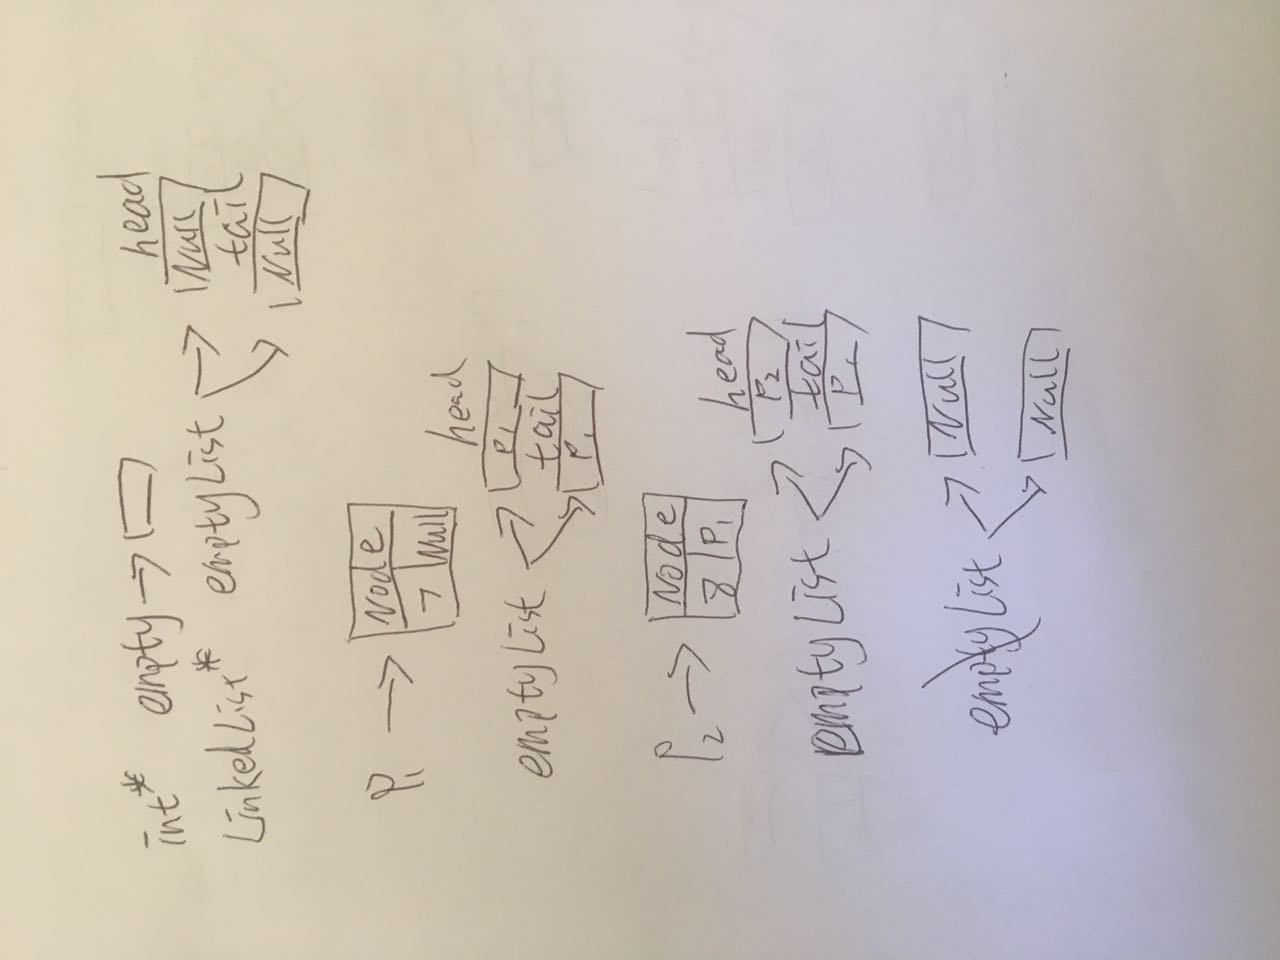 int* empty →
head
Null
LinkedList* emptyList
tail
Null
P1 →
Node
7 Null
head
P1
emptyList
tail
P1
P2 →
Node
8 P1
head
P2
emptyList
tail
P1
Null
emptyList
Null